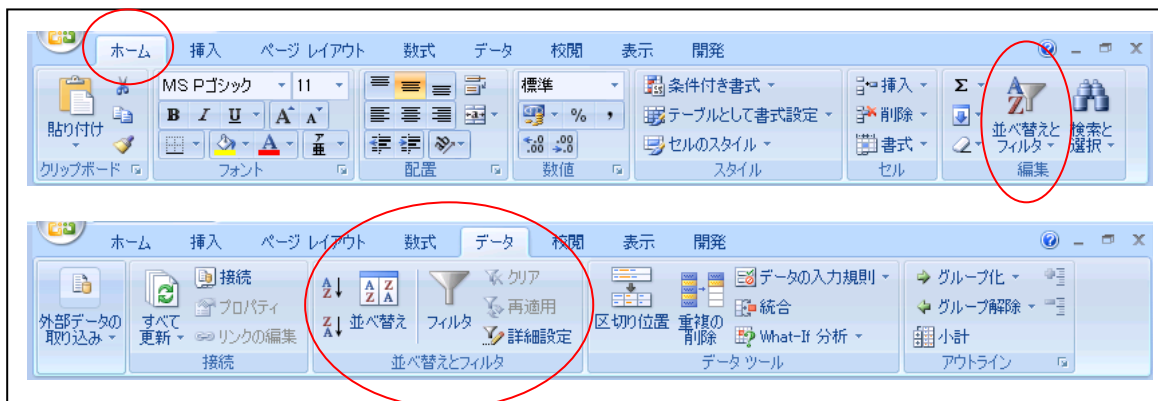 ホーム 挿入 ページ レイアウト 数式 データ 校閲 表示 開発
貼り付け
クリップボード
MS Pゴシック 11
B I U A A
A 亜
フォント
配置
標準
% ,
.00 .0
数値
条件付き書式
テーブルとして書式設定
セルのスタイル
スタイル
挿入
削除
書式
セル
Σ
並べ替えと
フィルタ
検索と
選択
編集
ホーム 挿入 ページ レイアウト 数式 データ 校閲 表示 開発
外部データの
取り込み
すべて
更新
接続
プロパティ
リンクの編集
接続
並べ替え
フィルタ
クリア
再適用
詳細設定
並べ替えとフィルタ
区切り位置
重複の
削除
データの入力規則
統合
What-If 分析
データ ツール
グループ化
グループ解除
小計
アウトライン